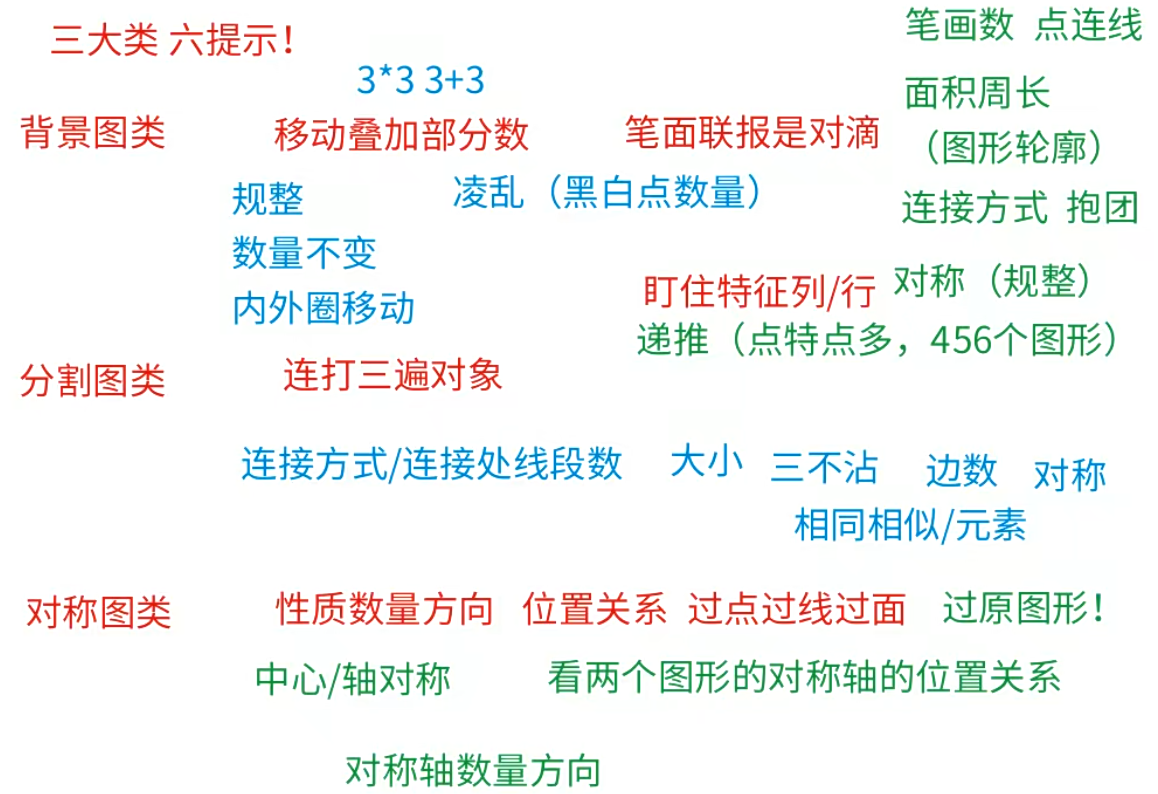 三大类 六提示！
笔画数 点连线
3*3 3+3
面积周长
（图形轮廓）
背景图类 移动叠加部分数 笔面联报是对滴
规整 凌乱（黑白点数量） 连接方式 抱团
数量不变
内外圈移动 盯住特征列/行 对称（规整）
递推（点特点多，456个图形）
分割图类 连打三遍对象
连接方式/连接处线段数 大小 三不沾 边数 对称
相同相似/元素
对称图类 性质数量方向 位置关系 过点过线过面 过原图形！
中心/轴对称 看两个图形的对称轴的位置关系
对称轴数量方向